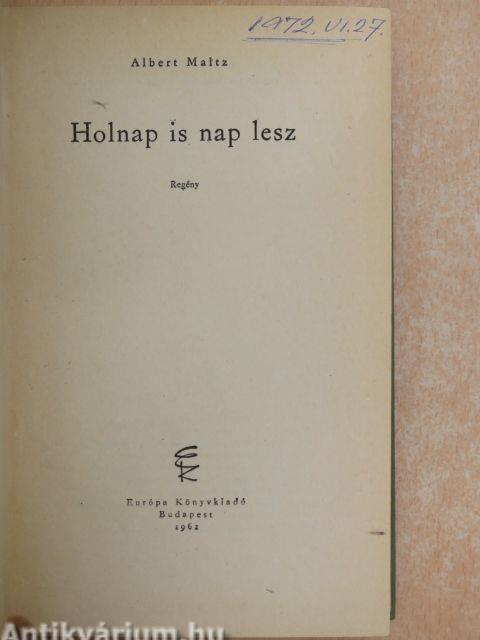 1972. VI. 27.
Albert Maltz
Holnap is nap lesz
Regény
Európa Könyvkiadó
Budapest
1962
Antikvárium.hu